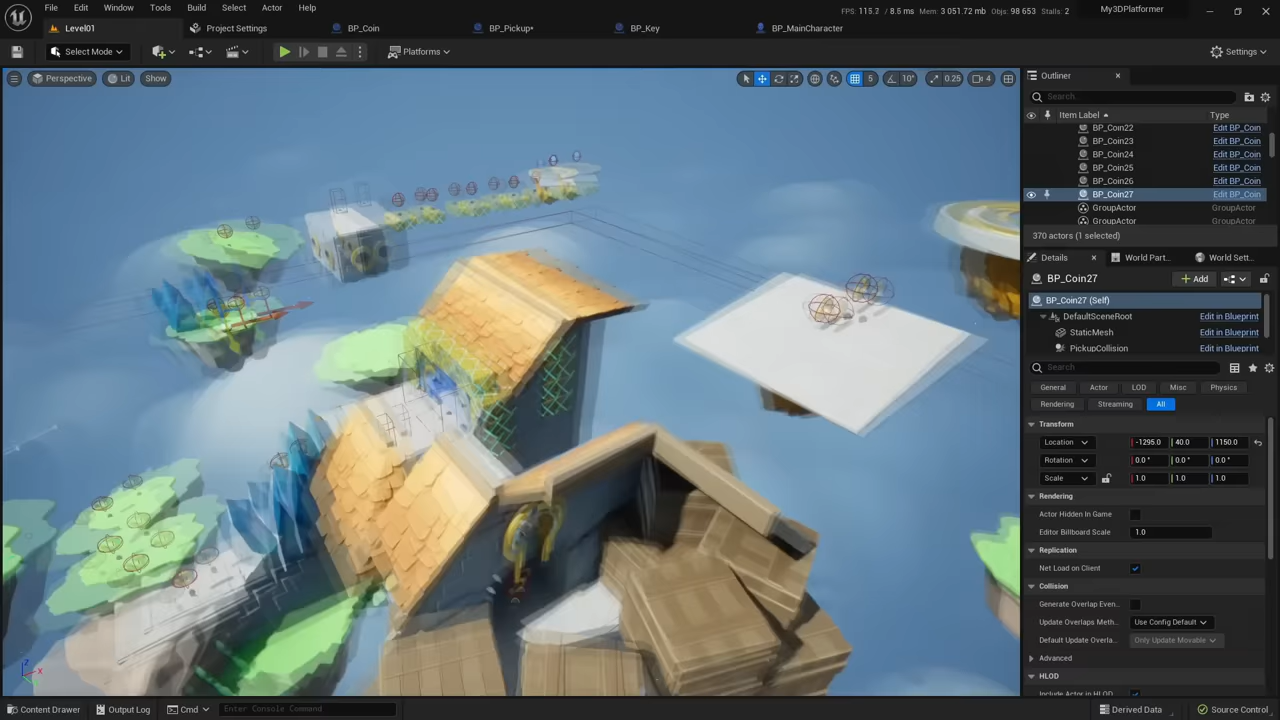 File Edit View Window Tools Build Select Actor Help
FPS: 115.2 / 8.5 ms Mem: 3 051.72 mb Objs: 98 653 Stalls: 2
My3DPlatformer
Level01
Project Settings
BP_Coin
BP_Pickup*
BP_Key
BP_MainCharacter
Select Mode
Platforms
Settings
Perspective
Lit
Show
5
10°
0.25
4
Outliner
Search...
Item Label
Type
BP_Coin22 Edit BP_Coin
BP_Coin23 Edit BP_Coin
BP_Coin24 Edit BP_Coin
BP_Coin25 Edit BP_Coin
BP_Coin26 Edit BP_Coin
BP_Coin27 Edit BP_Coin
GroupActor GroupActor
GroupActor GroupActor
370 actors (1 selected)
Details
World Part...
World Sett...
BP_Coin27
Add
BP_Coin27 (Self)
DefaultSceneRoot Edit in Blueprint
StaticMesh Edit in Blueprint
PickupCollision Edit in Blueprint
Search
General Actor LOD Misc Physics
Rendering Streaming All
Transform
Location -1295.0 40.0 1150.0
Rotation 0.0° 0.0° 0.0°
Scale 1.0 1.0 1.0
Rendering
Actor Hidden In Game
Editor Billboard Scale 1.0
Replication
Net Load on Client
Collision
Generate Overlap Even...
Update Overlaps Meth... Use Config Default
Default Update Overla... Only Update Movable
Advanced
HLOD
Include Actor in HLOD
Z
X
Content Drawer
Output Log
Cmd
Enter Console Command
Derived Data
Source Control